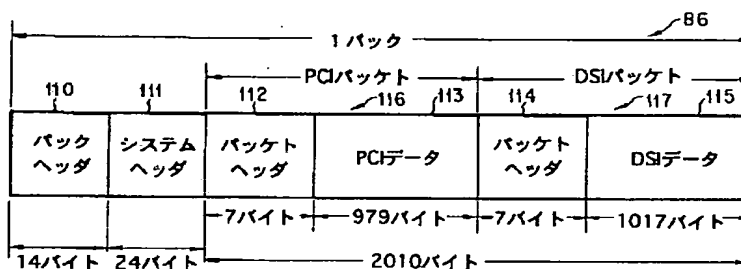 86
1パック
PCIパケット
DSIパケット
110
111
112
116
113
114
117
115
パック
ヘッダ
システム
ヘッダ
パケット
ヘッダ
PCIデータ
パケット
ヘッダ
DSIデータ
7バイト
979バイト
7バイト
1017バイト
14バイト
24バイト
2010バイト